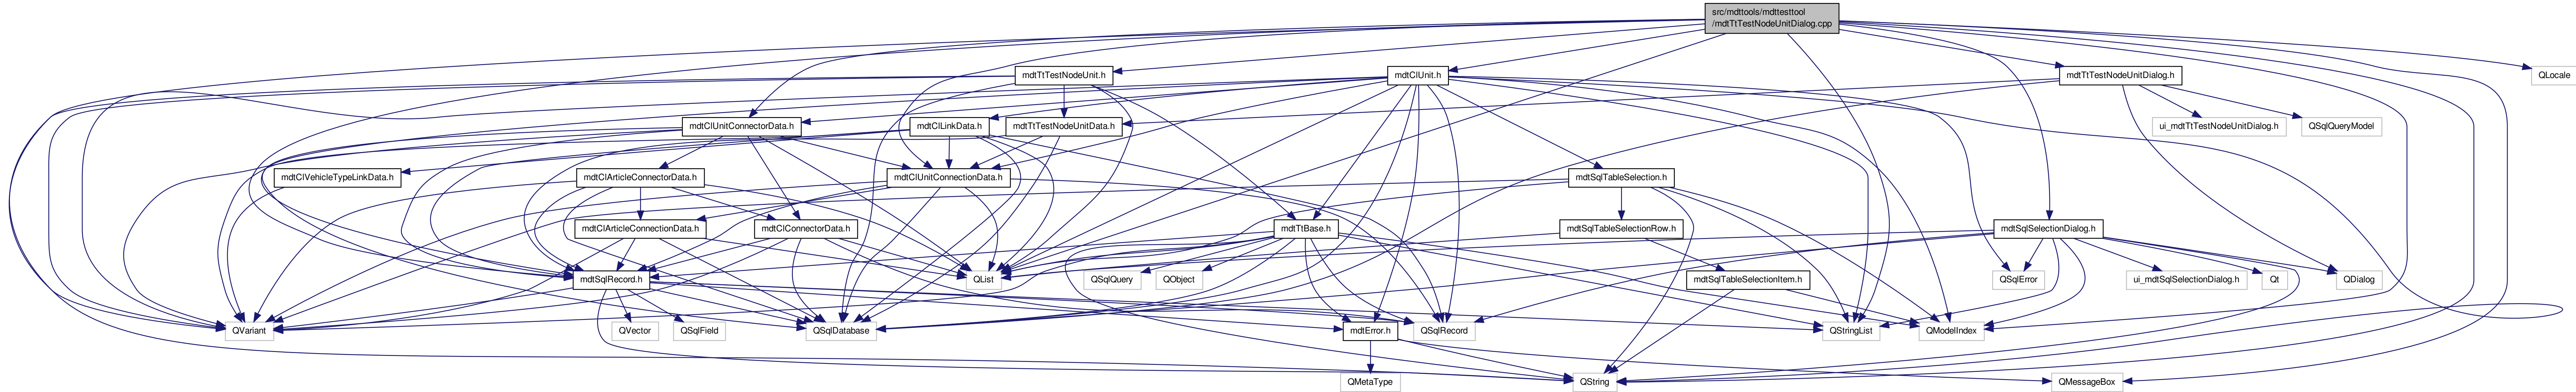 src/mdttools/mdttesttool
/mdtTtTestNodeUnitDialog.cpp
mdtTtTestNodeUnit.h
mdtClUnit.h
mdtTtTestNodeUnitDialog.h
QLocale
mdtClUnitConnectorData.h
mdtClLinkData.h
mdtTtTestNodeUnitData.h
ui_mdtTtTestNodeUnitDialog.h
QSqlQueryModel
mdtClVehicleTypeLinkData.h
mdtClArticleConnectorData.h
mdtClUnitConnectionData.h
mdtSqlTableSelection.h
mdtClArticleConnectionData.h
mdtClConnectorData.h
mdtTtBase.h
mdtSqlTableSelectionRow.h
mdtSqlSelectionDialog.h
mdtSqlRecord.h
QList
QSqlQuery
QObject
mdtSqlTableSelectionItem.h
QSqlError
ui_mdtSqlSelectionDialog.h
Qt
QDialog
QVariant
QVector
QSqlField
QSqlDatabase
mdtError.h
QSqlRecord
QStringList
QModelIndex
QMetaType
QString
QMessageBox